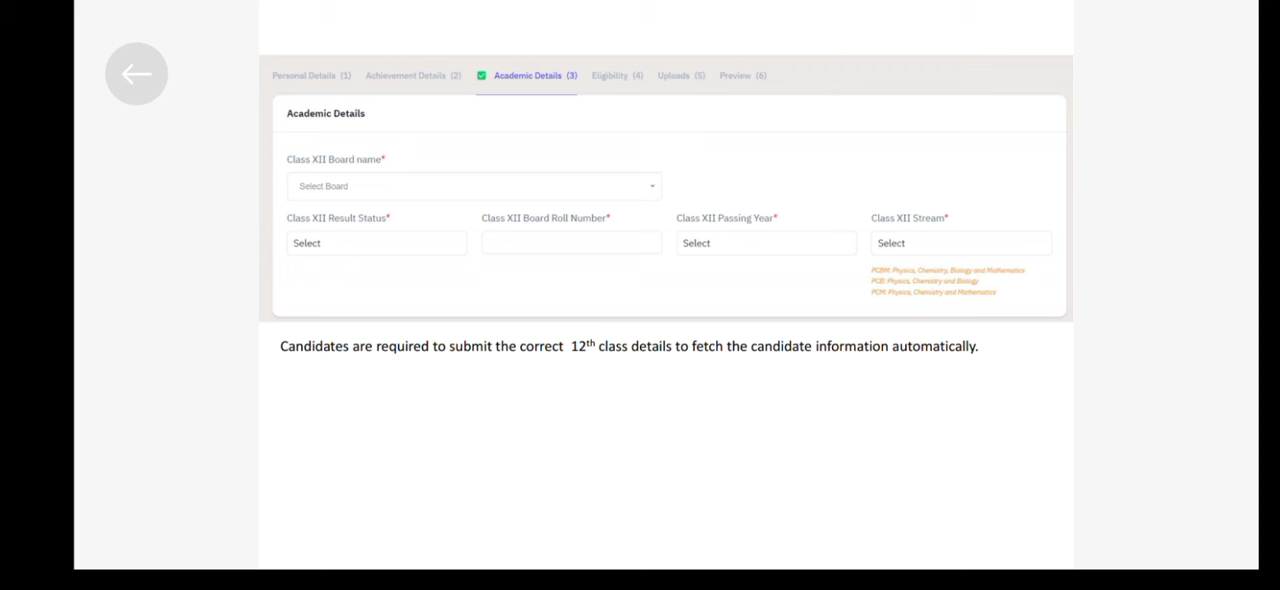 Personal Details (1) Achievement Details (2) Academic Details (3) Eligibility (4) Uploads (5) Preview (6)
Academic Details
Class XII Board name*
Select Board
Class XII Result Status* Class XII Board Roll Number* Class XII Passing Year* Class XII Stream*
Select Select Select
PCBM: Physics, Chemistry, Biology and Mathematics
PCB: Physics, Chemistry and Biology
PCM: Physics, Chemistry and Mathematics
Candidates are required to submit the correct 12th class details to fetch the candidate information automatically.